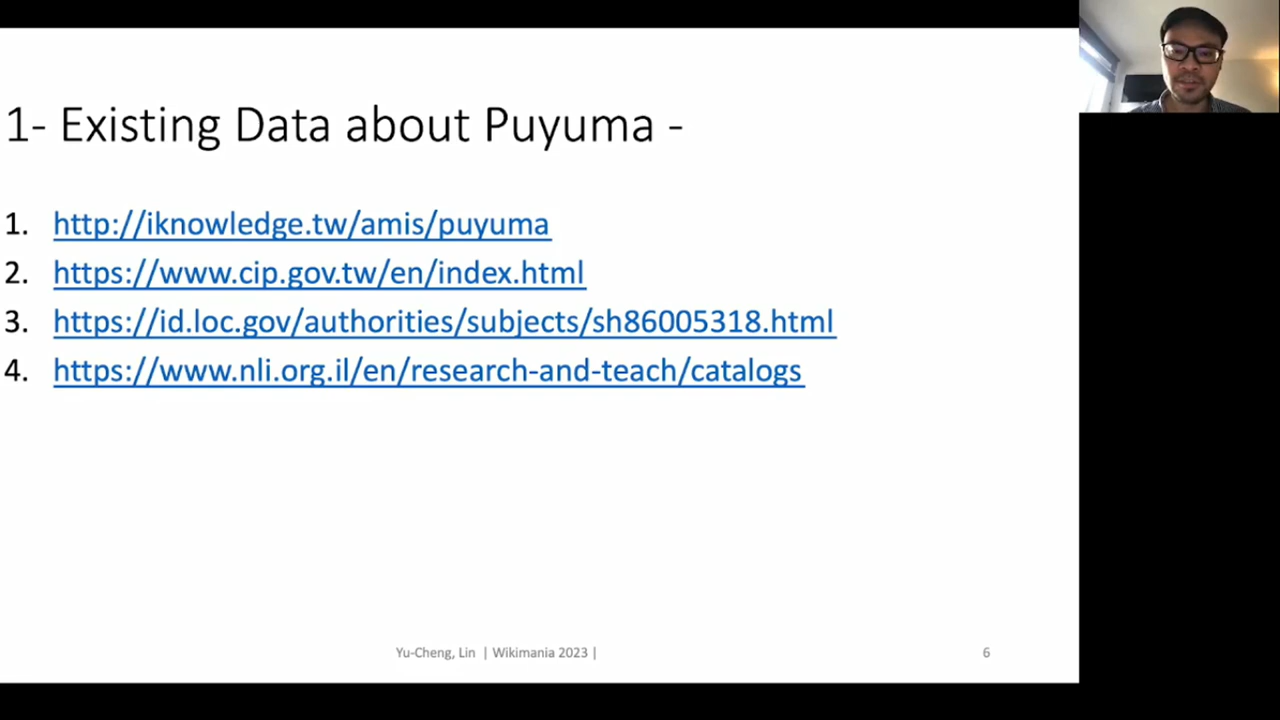 1- Existing Data about Puyuma -
1. http://iknowledge.tw/amis/puyuma
2. https://www.cip.gov.tw/en/index.html
3. https://id.loc.gov/authorities/subjects/sh86005318.html
4. https://www.nli.org.il/en/research-and-teach/catalogs
Yu-Cheng, Lin | Wikimania 2023 |
6